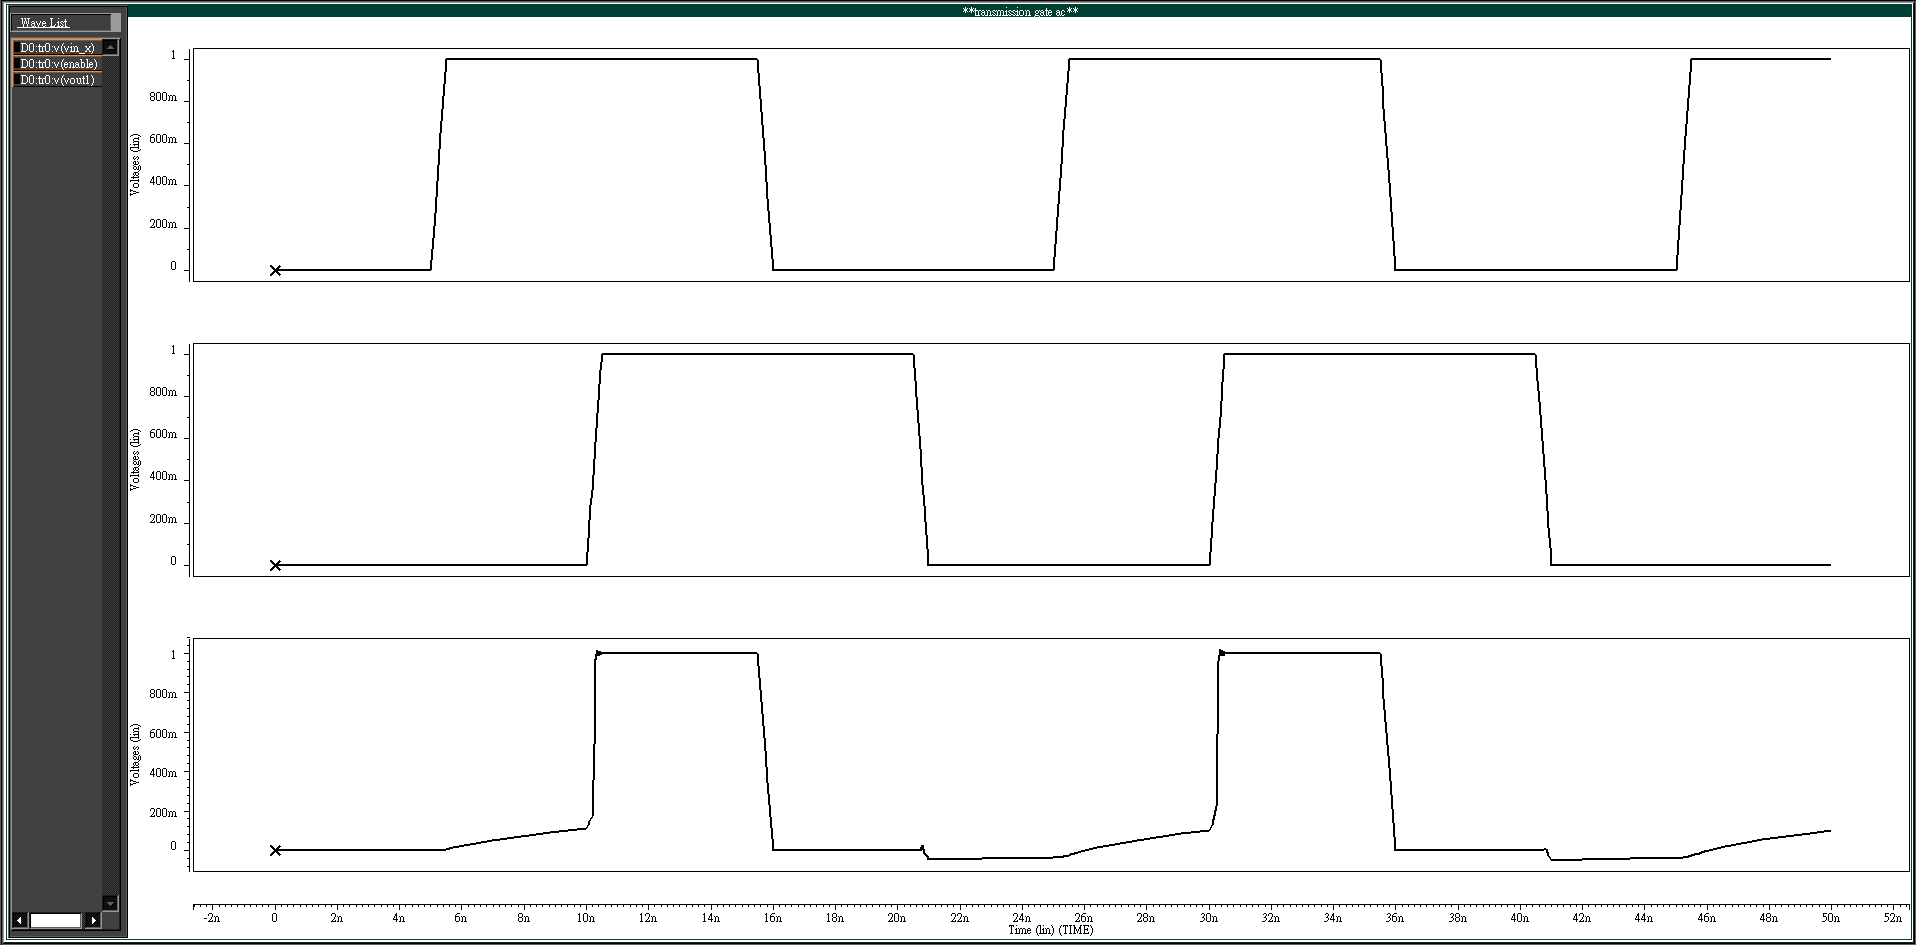 **transmission gate ac**
Wave List
D0:tr0:v(vin_x)
D0:tr0:v(enable)
D0:tr0:v(vout1)
Voltages (lin)
1
800m
600m
400m
200m
0
Voltages (lin)
1
800m
600m
400m
200m
0
Voltages (lin)
1
800m
600m
400m
200m
0
-2n 0 2n 4n 6n 8n 10n 12n 14n 16n 18n 20n 22n 24n 26n 28n 30n 32n 34n 36n 38n 40n 42n 44n 46n 48n 50n 52n
Time (lin) (TIME)